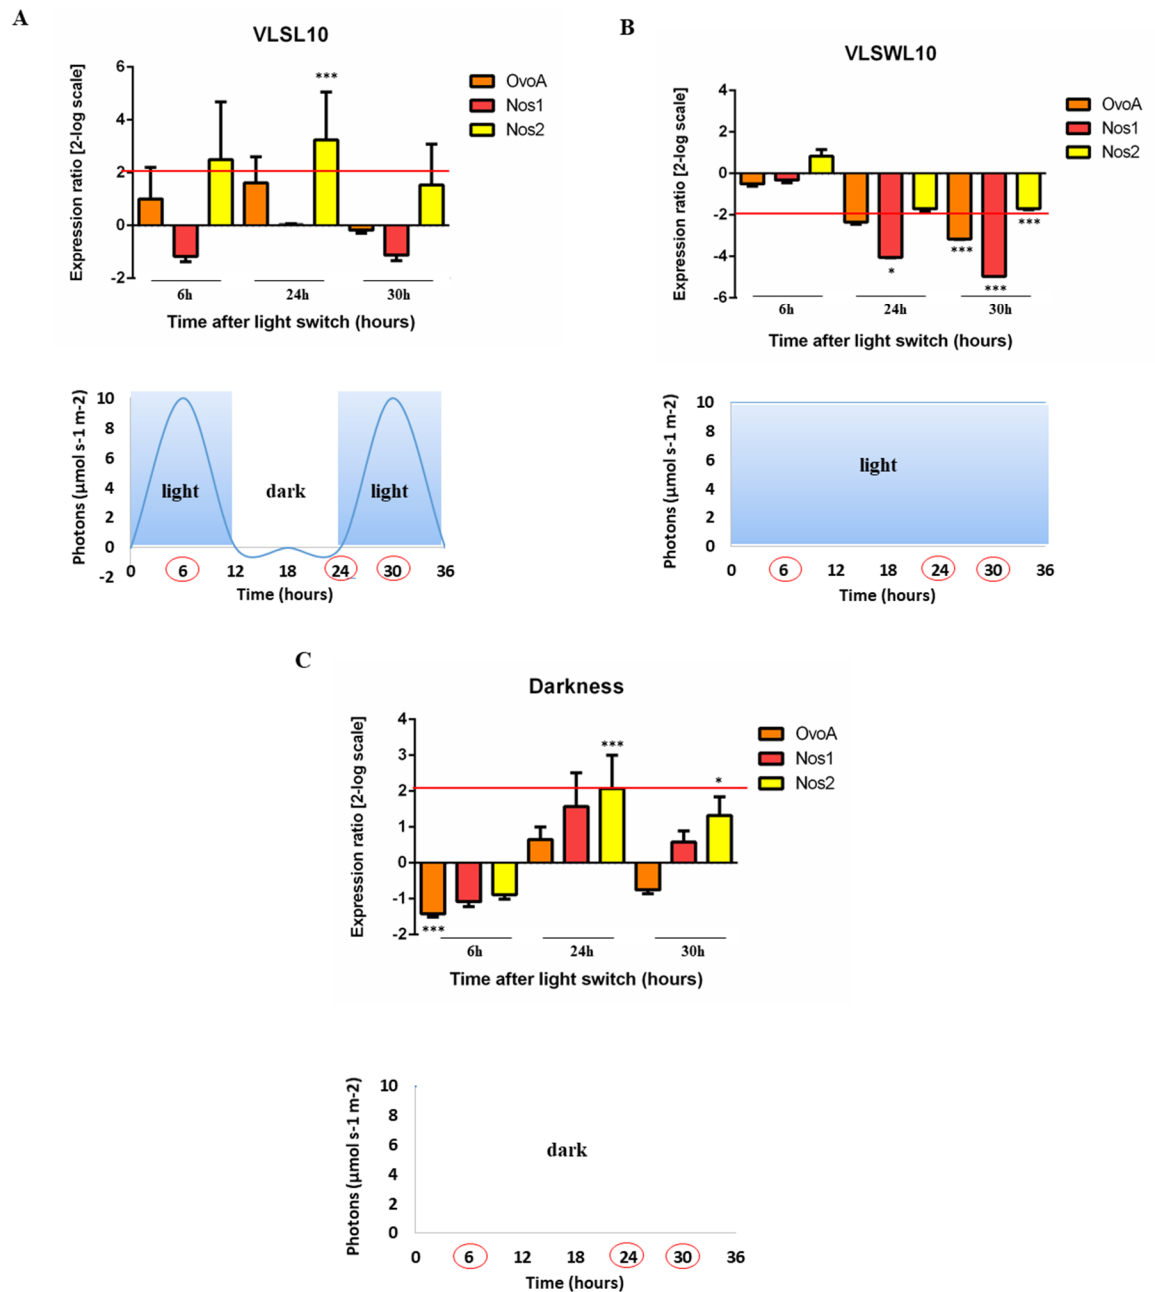 A
VLSL10
Expression ratio [2-log scale]
6
4
2
0
-2
***
OvoA
Nos1
Nos2
6h 24h 30h
Time after light switch (hours)
Photons (µmol s-1 m-2)
10
8
6
4
2
0
-2
light dark light
0 6 12 18 24 30 36
Time (hours)
B
VLSWL10
Expression ratio [2-log scale]
4
2
0
-2
-4
-6
*
***
***
***
OvoA
Nos1
Nos2
6h 24h 30h
Time after light switch (hours)
Photons (µmol s-1 m-2)
10
8
6
4
2
0
light
0 6 12 18 24 30 36
Time (hours)
C
Darkness
Expression ratio [2-log scale]
4
3
2
1
0
-1
-2
***
***
*
OvoA
Nos1
Nos2
6h 24h 30h
Time after light switch (hours)
Photons (µmol s-1 m-2)
10
8
6
4
2
0
dark
0 6 12 18 24 30 36
Time (hours)